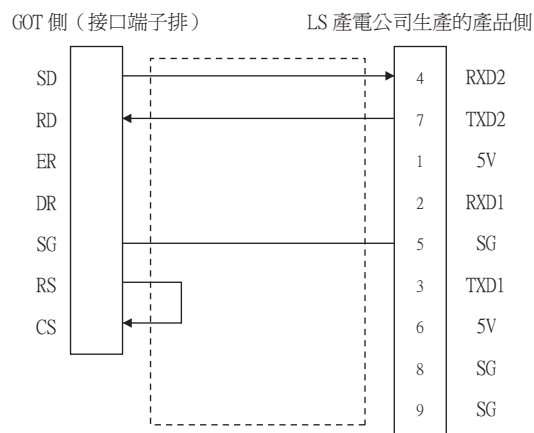 GOT 側（接口端子排） LS 產電公司生產的產品側
SD 4 RXD2
RD 7 TXD2
ER 1 5V
DR 2 RXD1
SG 5 SG
RS 3 TXD1
CS 6 5V
8 SG
9 SG